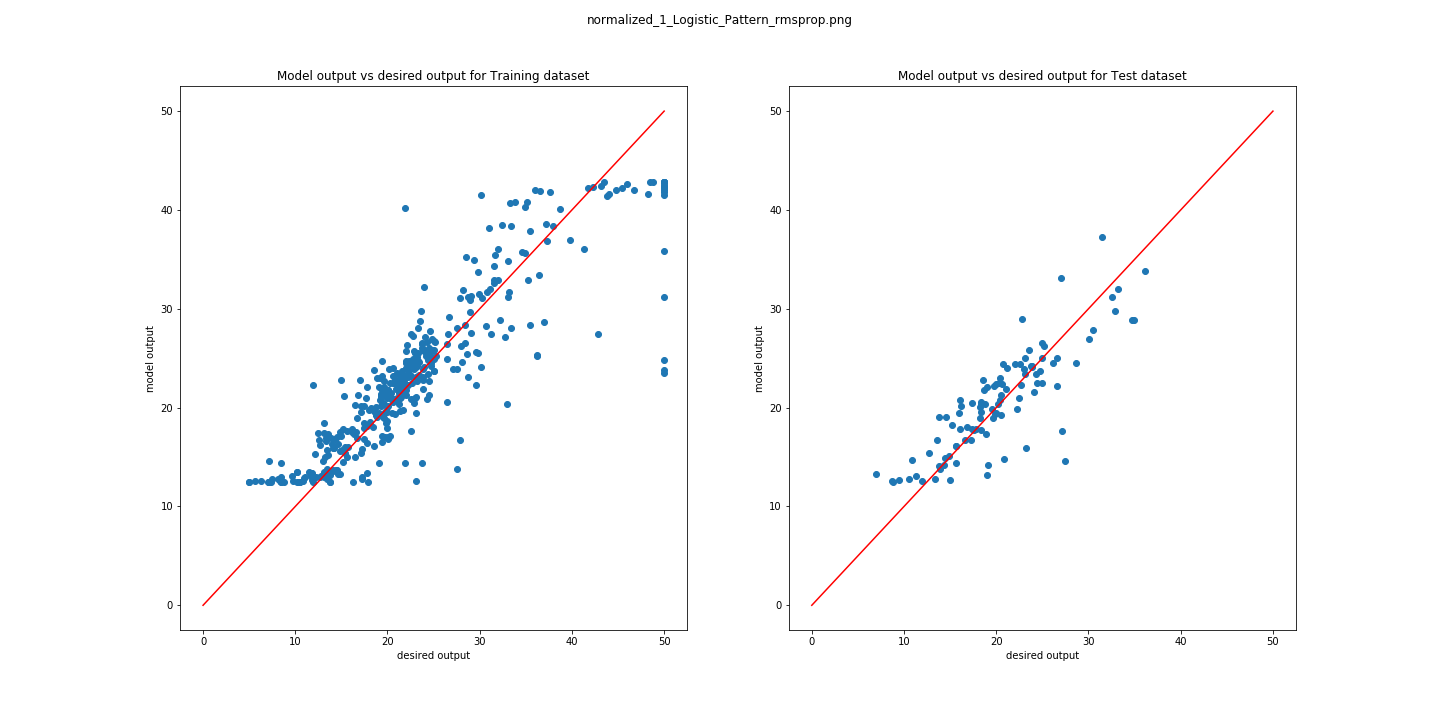 normalized_1_Logistic_Pattern_rmsprop.png
Model output vs desired output for Training dataset
50
40
30
20
10
0
model output
0 10 20 30 40 50
desired output
Model output vs desired output for Test dataset
50
40
30
20
10
0
model output
0 10 20 30 40 50
desired output